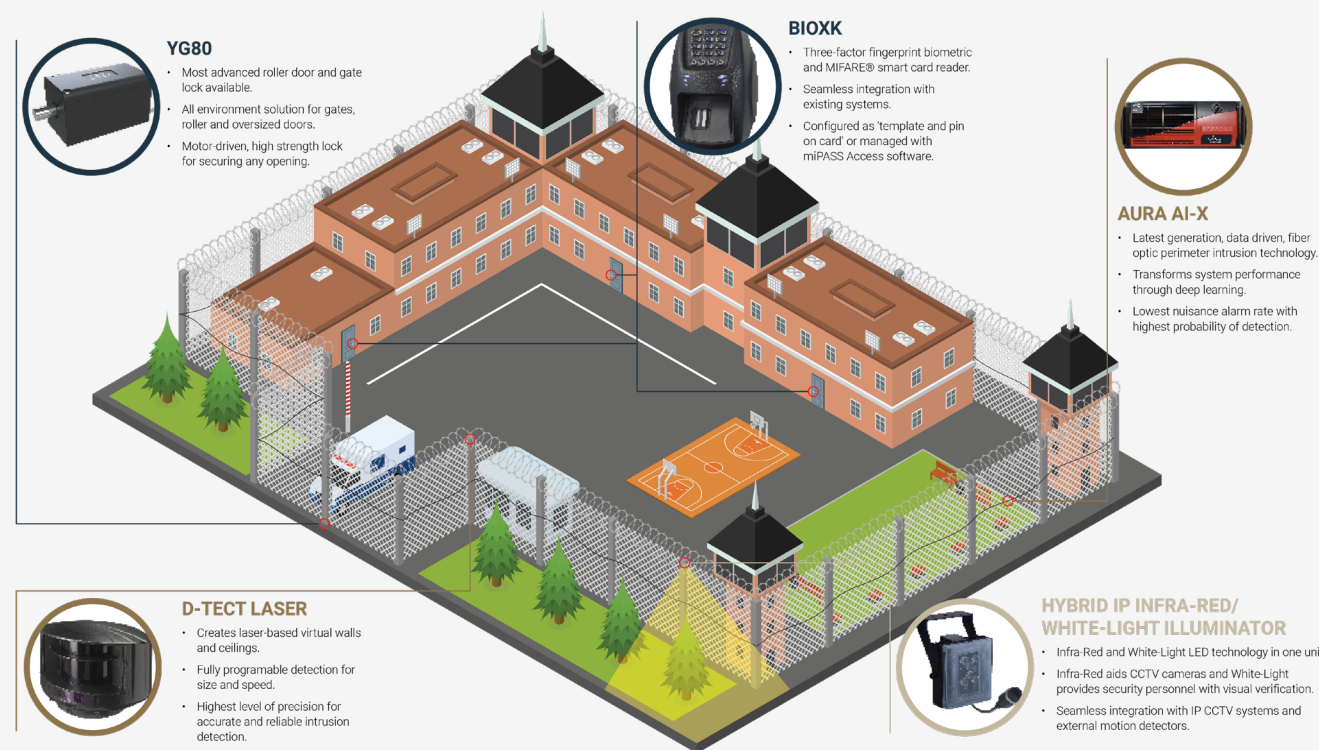 YG80
• Most advanced roller door and gate
lock available.
• All environment solution for gates,
roller and oversized doors.
• Motor-driven, high strength lock
for securing any opening.
BIOXK
• Three-factor fingerprint biometric
and MIFARE® smart card reader.
• Seamless integration with
existing systems.
• Configured as 'template and pin
on card' or managed with
miPASS Access software.
AURA AI-X
• Latest generation, data driven, fiber
optic perimeter intrusion technology.
• Transforms system performance
through deep learning.
• Lowest nuisance alarm rate with
highest probability of detection.
D-TECT LASER
• Creates laser-based virtual walls
and ceilings.
• Fully programable detection for
size and speed.
• Highest level of precision for
accurate and reliable intrusion
detection.
HYBRID IP INFRA-RED/
WHITE-LIGHT ILLUMINATOR
• Infra-Red and White-Light LED technology in one uni
• Infra-Red aids CCTV cameras and White-Light
provides security personnel with visual verification.
• Seamless integration with IP CCTV systems and
external motion detectors.